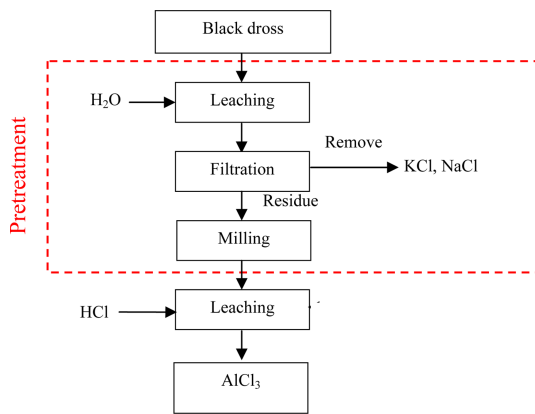 Black dross
H₂O
Leaching
Remove
Filtration
KCl, NaCl
Residue
Milling
Pretreatment
HCl
Leaching
AlCl₃